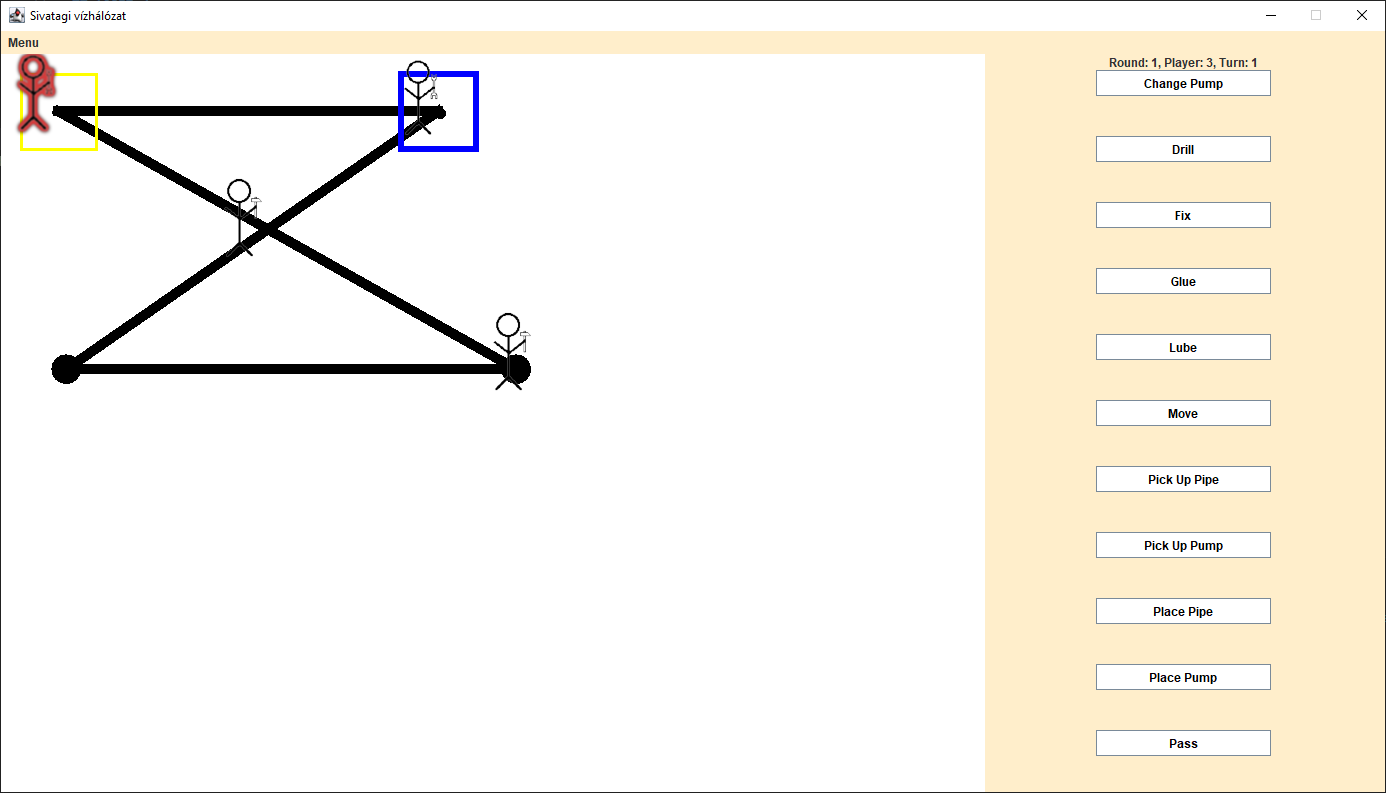 Sivatagi vízhálózat
Menu
Round: 1, Player: 3, Turn: 1
Change Pump
Drill
Fix
Glue
Lube
Move
Pick Up Pipe
Pick Up Pump
Place Pipe
Place Pump
Pass